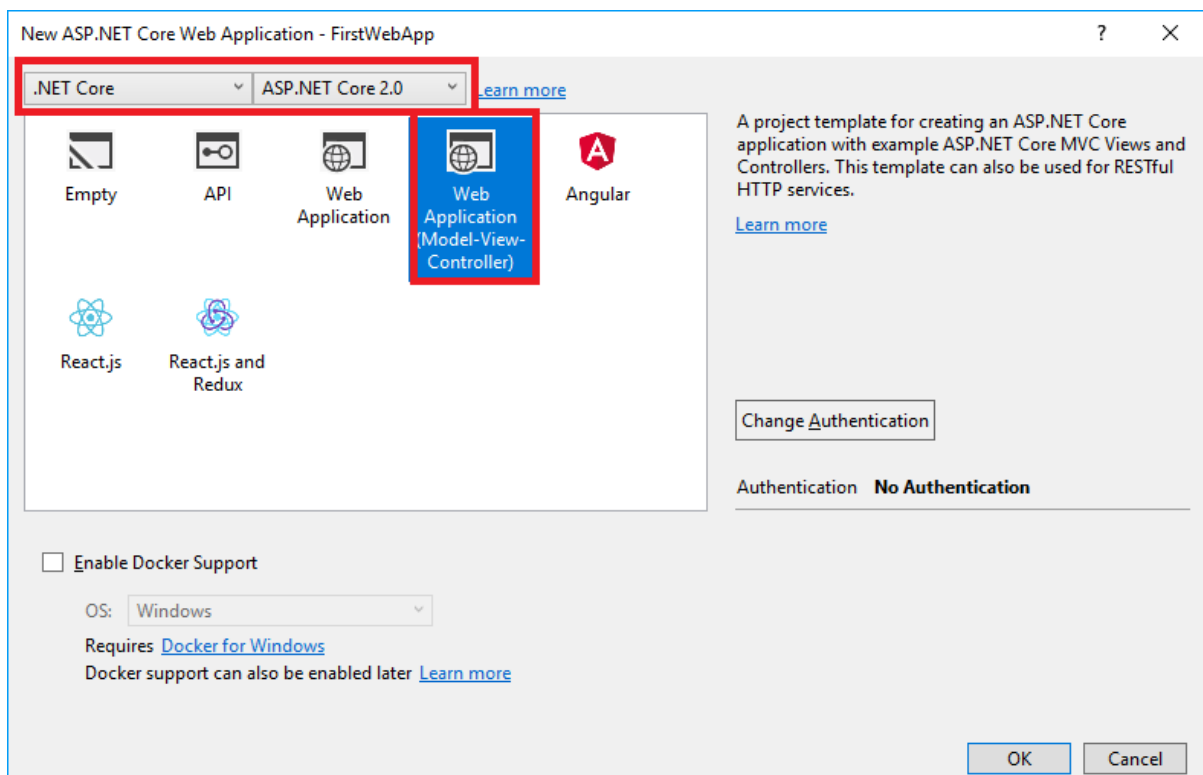 New ASP.NET Core Web Application - FirstWebApp
?
.NET Core
ASP.NET Core 2.0
Learn more
Empty
API
Web
Application
Web
Application
(Model-View-
Controller)
Angular
React.js
React.js and
Redux
A project template for creating an ASP.NET Core
application with example ASP.NET Core MVC Views and
Controllers. This template can also be used for RESTful
HTTP services.
Learn more
Change Authentication
Authentication No Authentication
Enable Docker Support
OS: Windows
Requires Docker for Windows
Docker support can also be enabled later Learn more
OK
Cancel